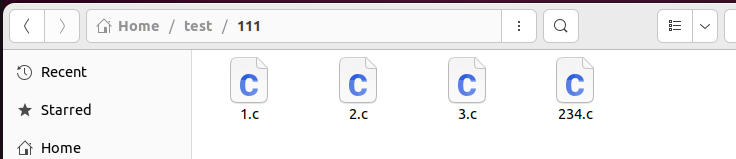 Home / test / 111
Recent
Starred
Home
C C C C
1.c 2.c 3.c 234.c